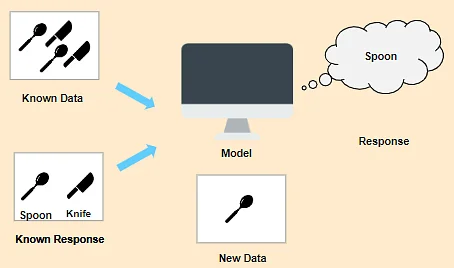 Spoon
Known Data
Model
Response
Spoon Knife
Known Response
New Data